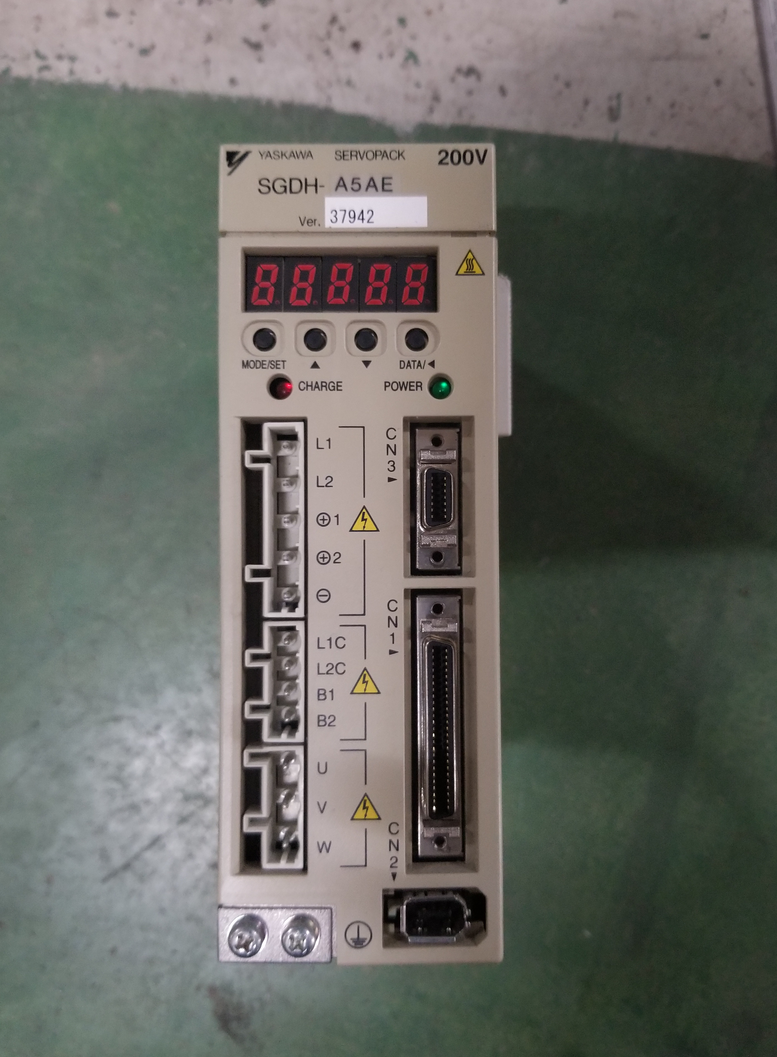 YASKAWA SERVOPACK 200V
SGDH- A5AE
Ver. 37942
88888
MODE/SET ▲ ▼ DATA/◄
CHARGE POWER
CN3►
L1
L2
⊕1
⊕2
⊖
CN1►
L1C
L2C
B1
B2
U
V
W
CN2▼